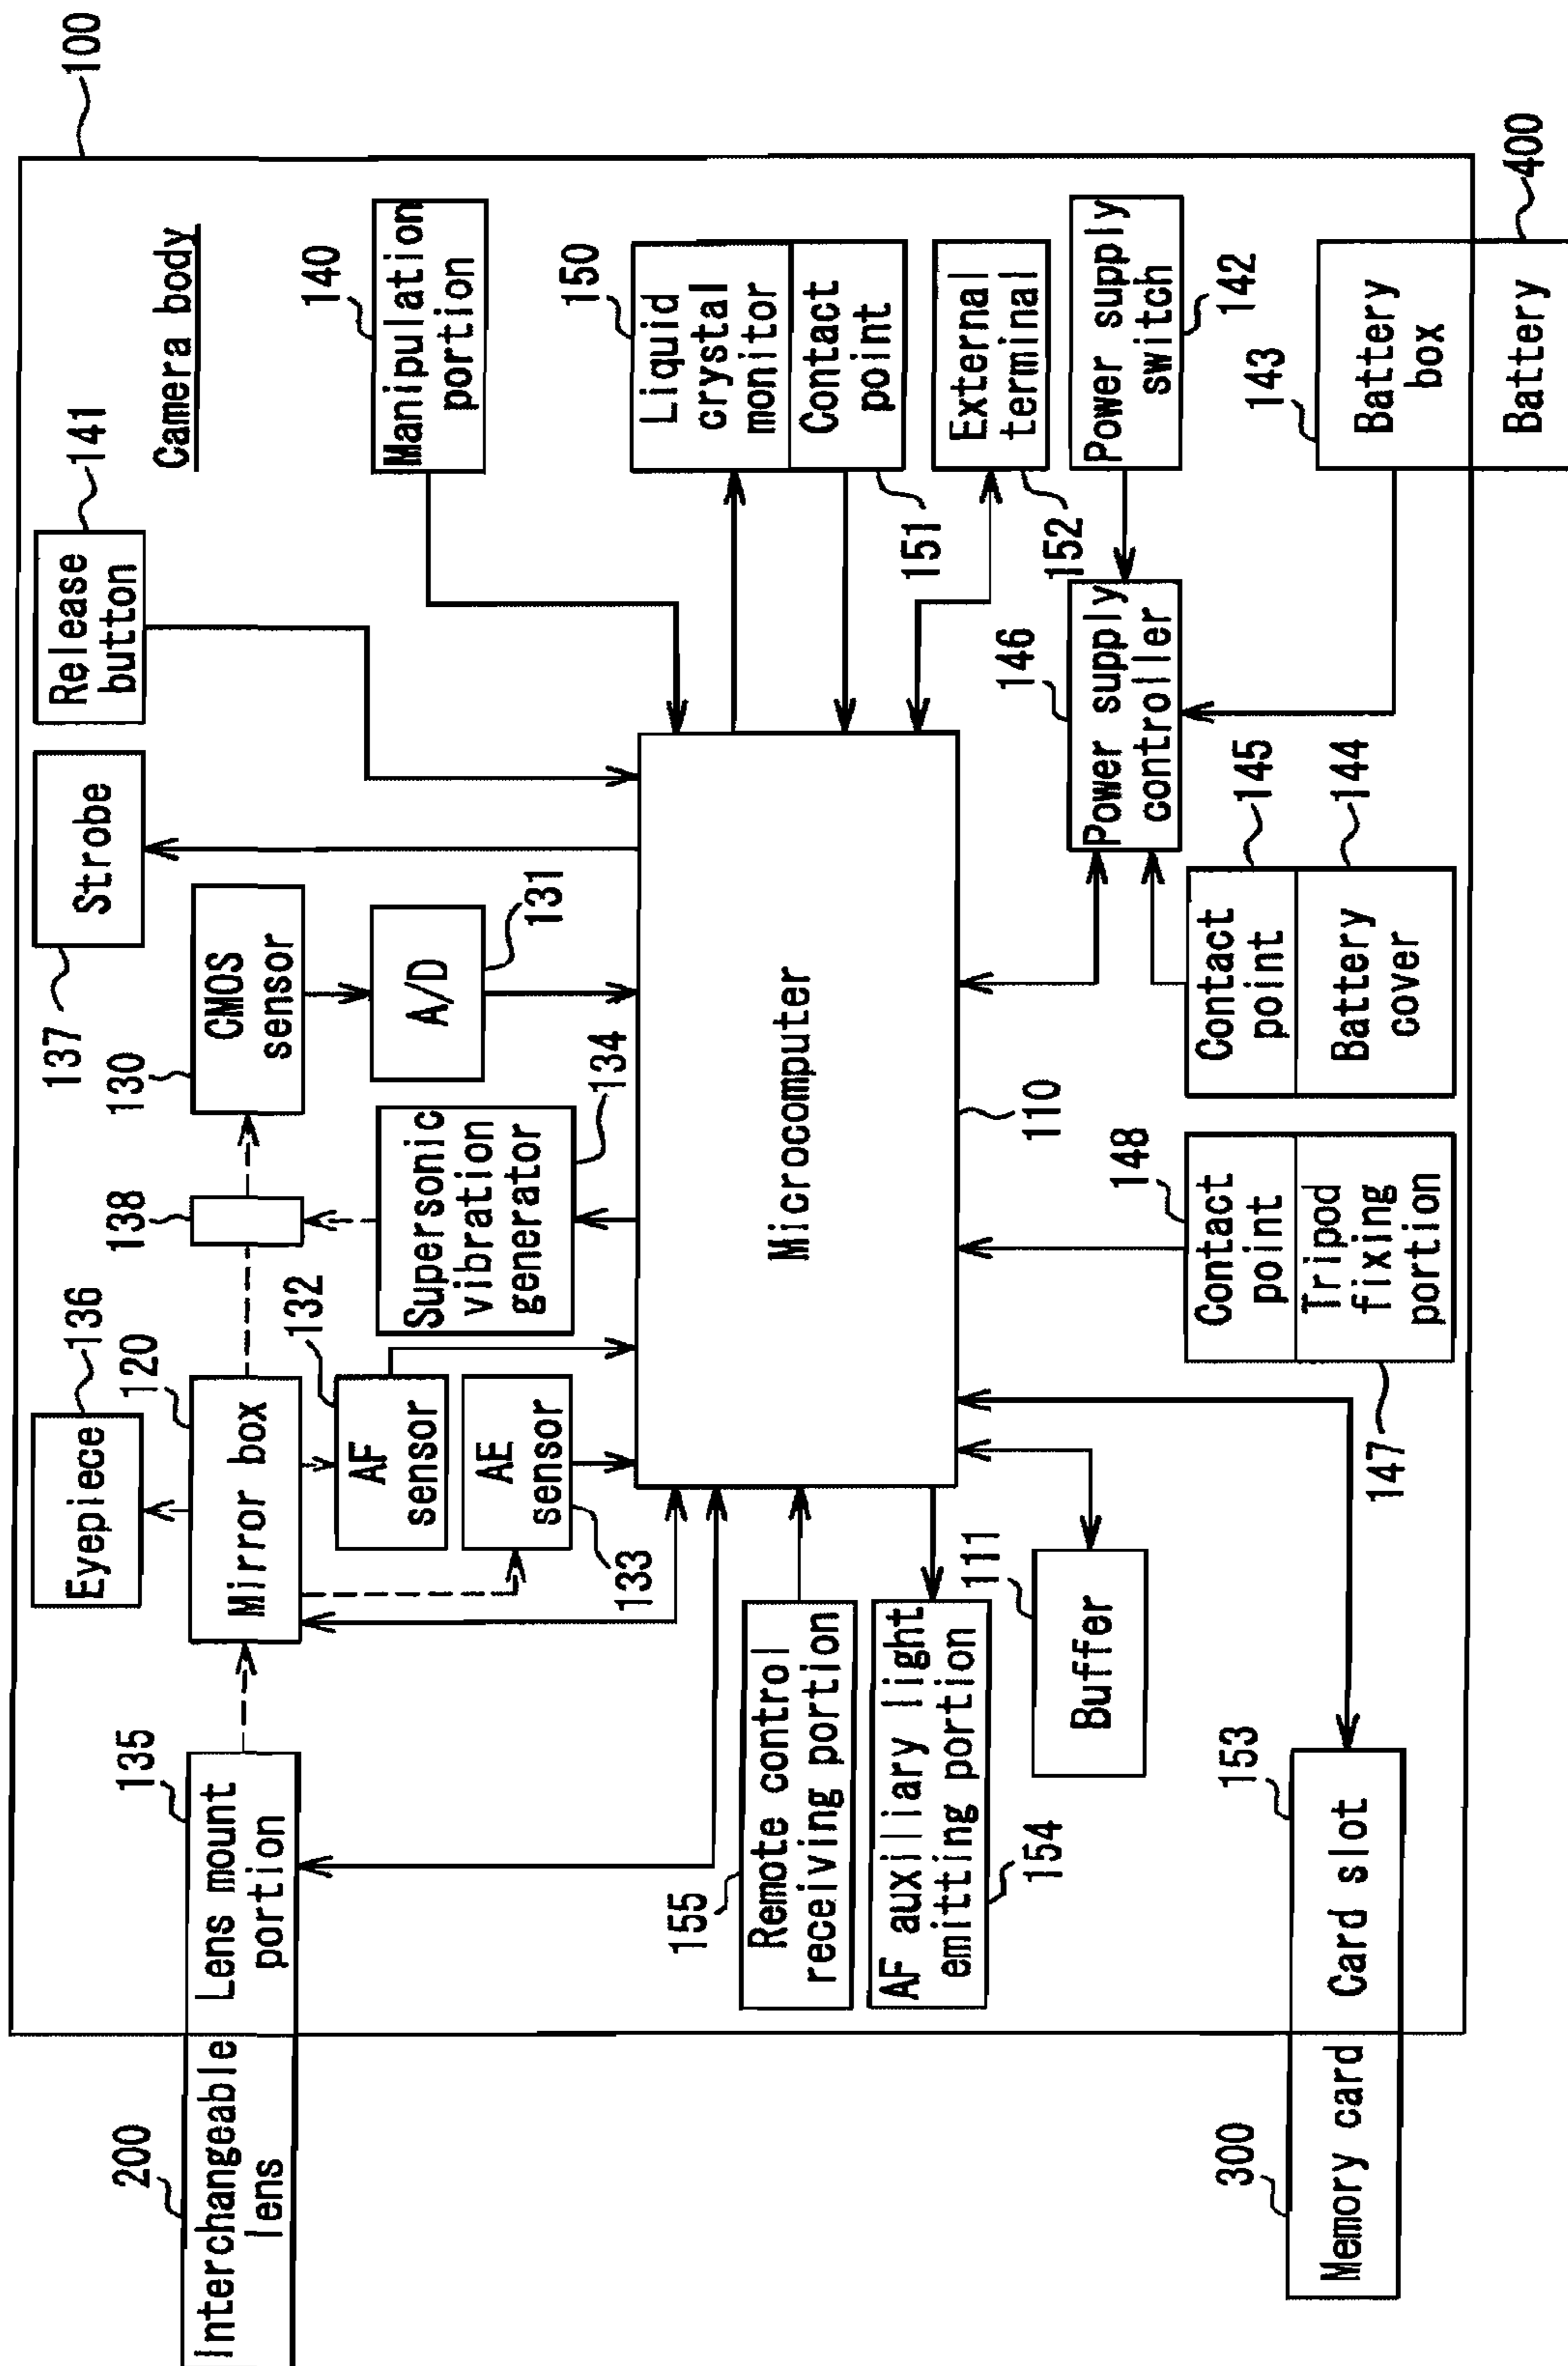 100
Camera body
200
Interchangeable
lens
135
Lens mount
portion
136
Eyepiece
120
Mirror box
138
130
CMOS
sensor
137
Strobe
141
Release
button
131
A/D
132
AF
sensor
AE
sensor
133
134
Supersonic
vibration
generator
140
Manipulation
portion
150
Liquid
crystal
monitor
Contact
point
151
External
terminal
152
Microcomputer
110
155
Remote control
receiving portion
AF auxiliary light
emitting portion
154
111
Buffer
153
Card slot
300
Memory card
148
Contact
point
Tripod
fixing
portion
147
145
Contact
point
144
Battery
cover
146
Power supply
controller
Power supply
switch
142
143
Battery
box
400
Battery